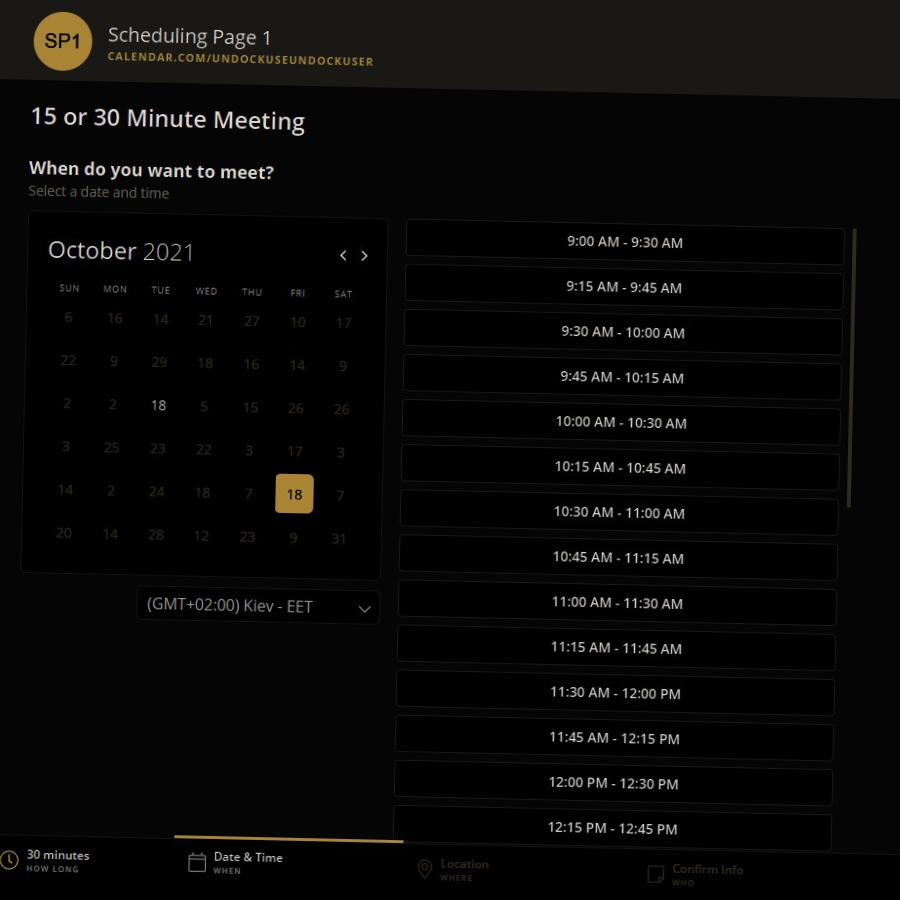 SP1
Scheduling Page 1
CALENDAR.COM/UNDOCKUSEUNDOCKUSER
15 or 30 Minute Meeting
When do you want to meet?
Select a date and time
October 2021
SUN MON TUE WED THU FRI SAT
6 16 14 21 27 10 17
22 9 29 18 16 14 9
2 2 18 5 15 26 26
3 25 23 22 3 17 3
14 2 24 18 7 18 7
20 14 28 12 23 9 31
(GMT+02:00) Kiev - EET
9:00 AM - 9:30 AM
9:15 AM - 9:45 AM
9:30 AM - 10:00 AM
9:45 AM - 10:15 AM
10:00 AM - 10:30 AM
10:15 AM - 10:45 AM
10:30 AM - 11:00 AM
10:45 AM - 11:15 AM
11:00 AM - 11:30 AM
11:15 AM - 11:45 AM
11:30 AM - 12:00 PM
11:45 AM - 12:15 PM
12:00 PM - 12:30 PM
12:15 PM - 12:45 PM
30 minutes
HOW LONG
Date & Time
WHEN
Location
WHERE
Confirm Info
WHO